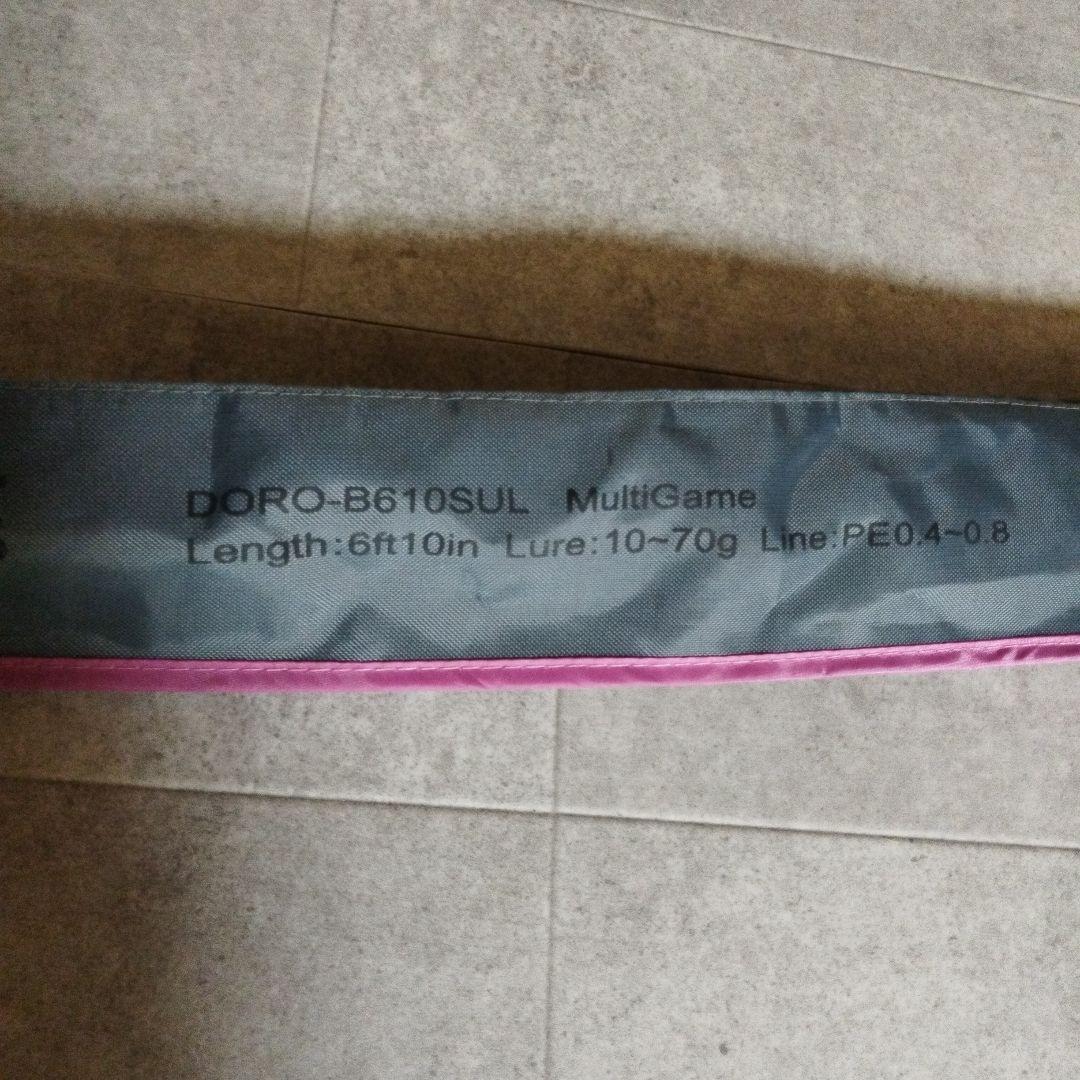 DORO-B610SUL MultiGame
Length:6ft10in Lure:10~70g Line:PE0.4~0.8